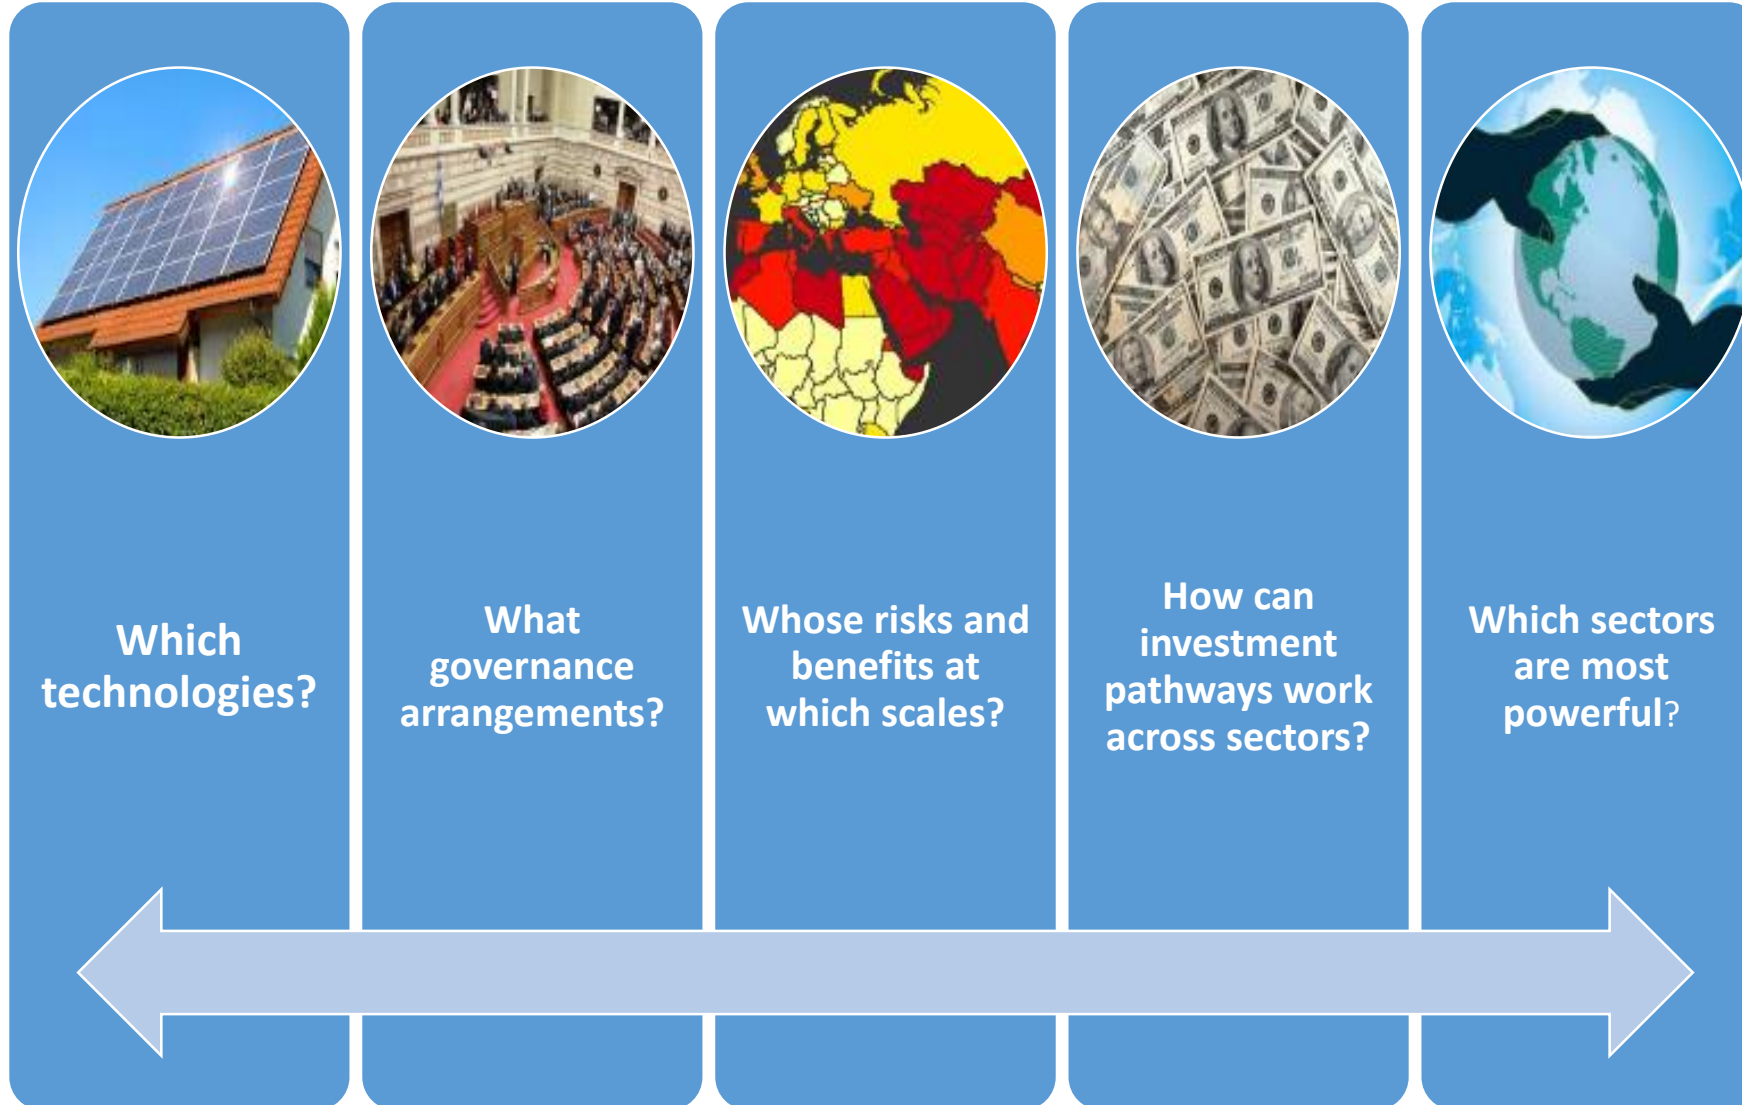 Which
technologies?
What
governance
arrangements?
Whose risks and
benefits at
which scales?
How can
investment
pathways work
across sectors?
Which sectors
are most
powerful?